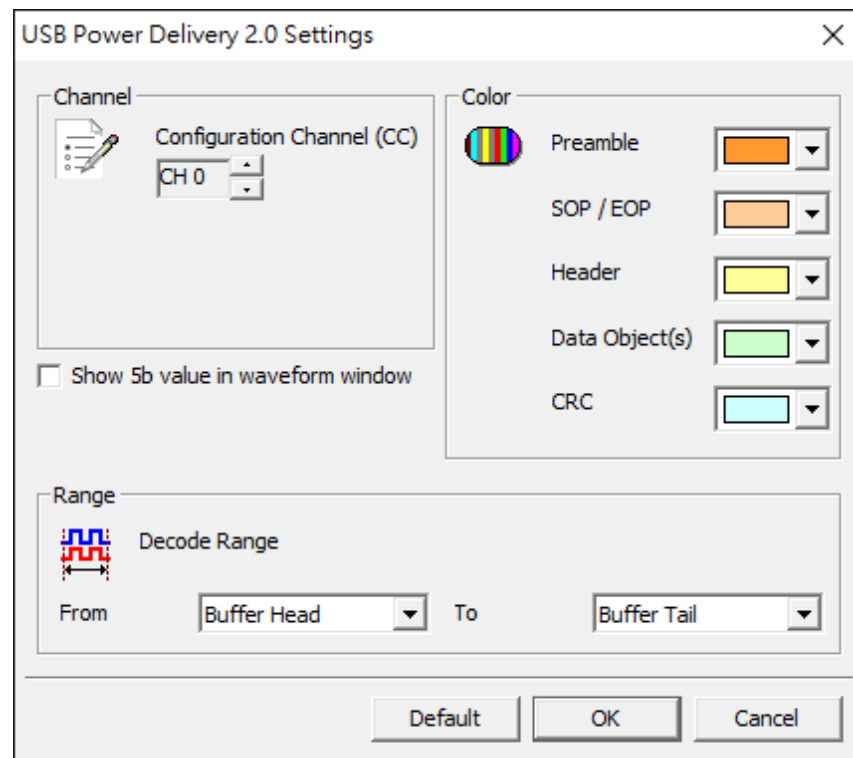 USB Power Delivery 2.0 Settings
Channel
Configuration Channel (CC)
CH 0
Show 5b value in waveform window
Color
Preamble
SOP / EOP
Header
Data Object(s)
CRC
Range
Decode Range
From
Buffer Head
To
Buffer Tail
Default
OK
Cancel